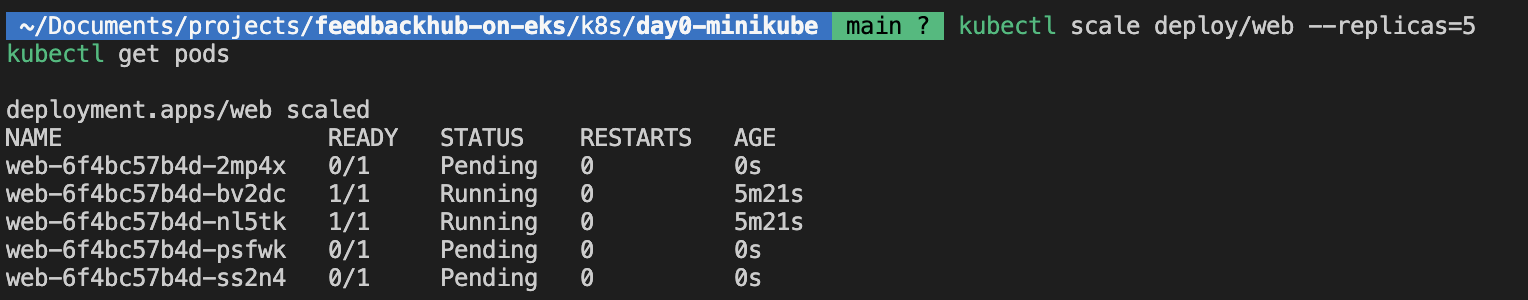 ~/Documents/projects/feedbackhub-on-eks/k8s/day0-minikube main ? kubectl scale deploy/web --replicas=5
kubectl get pods
deployment.apps/web scaled
NAME READY STATUS RESTARTS AGE
web-6f4bc57b4d-2mp4x 0/1 Pending 0 0s
web-6f4bc57b4d-bv2dc 1/1 Running 0 5m21s
web-6f4bc57b4d-nl5tk 1/1 Running 0 5m21s
web-6f4bc57b4d-psfwk 0/1 Pending 0 0s
web-6f4bc57b4d-ss2n4 0/1 Pending 0 0s